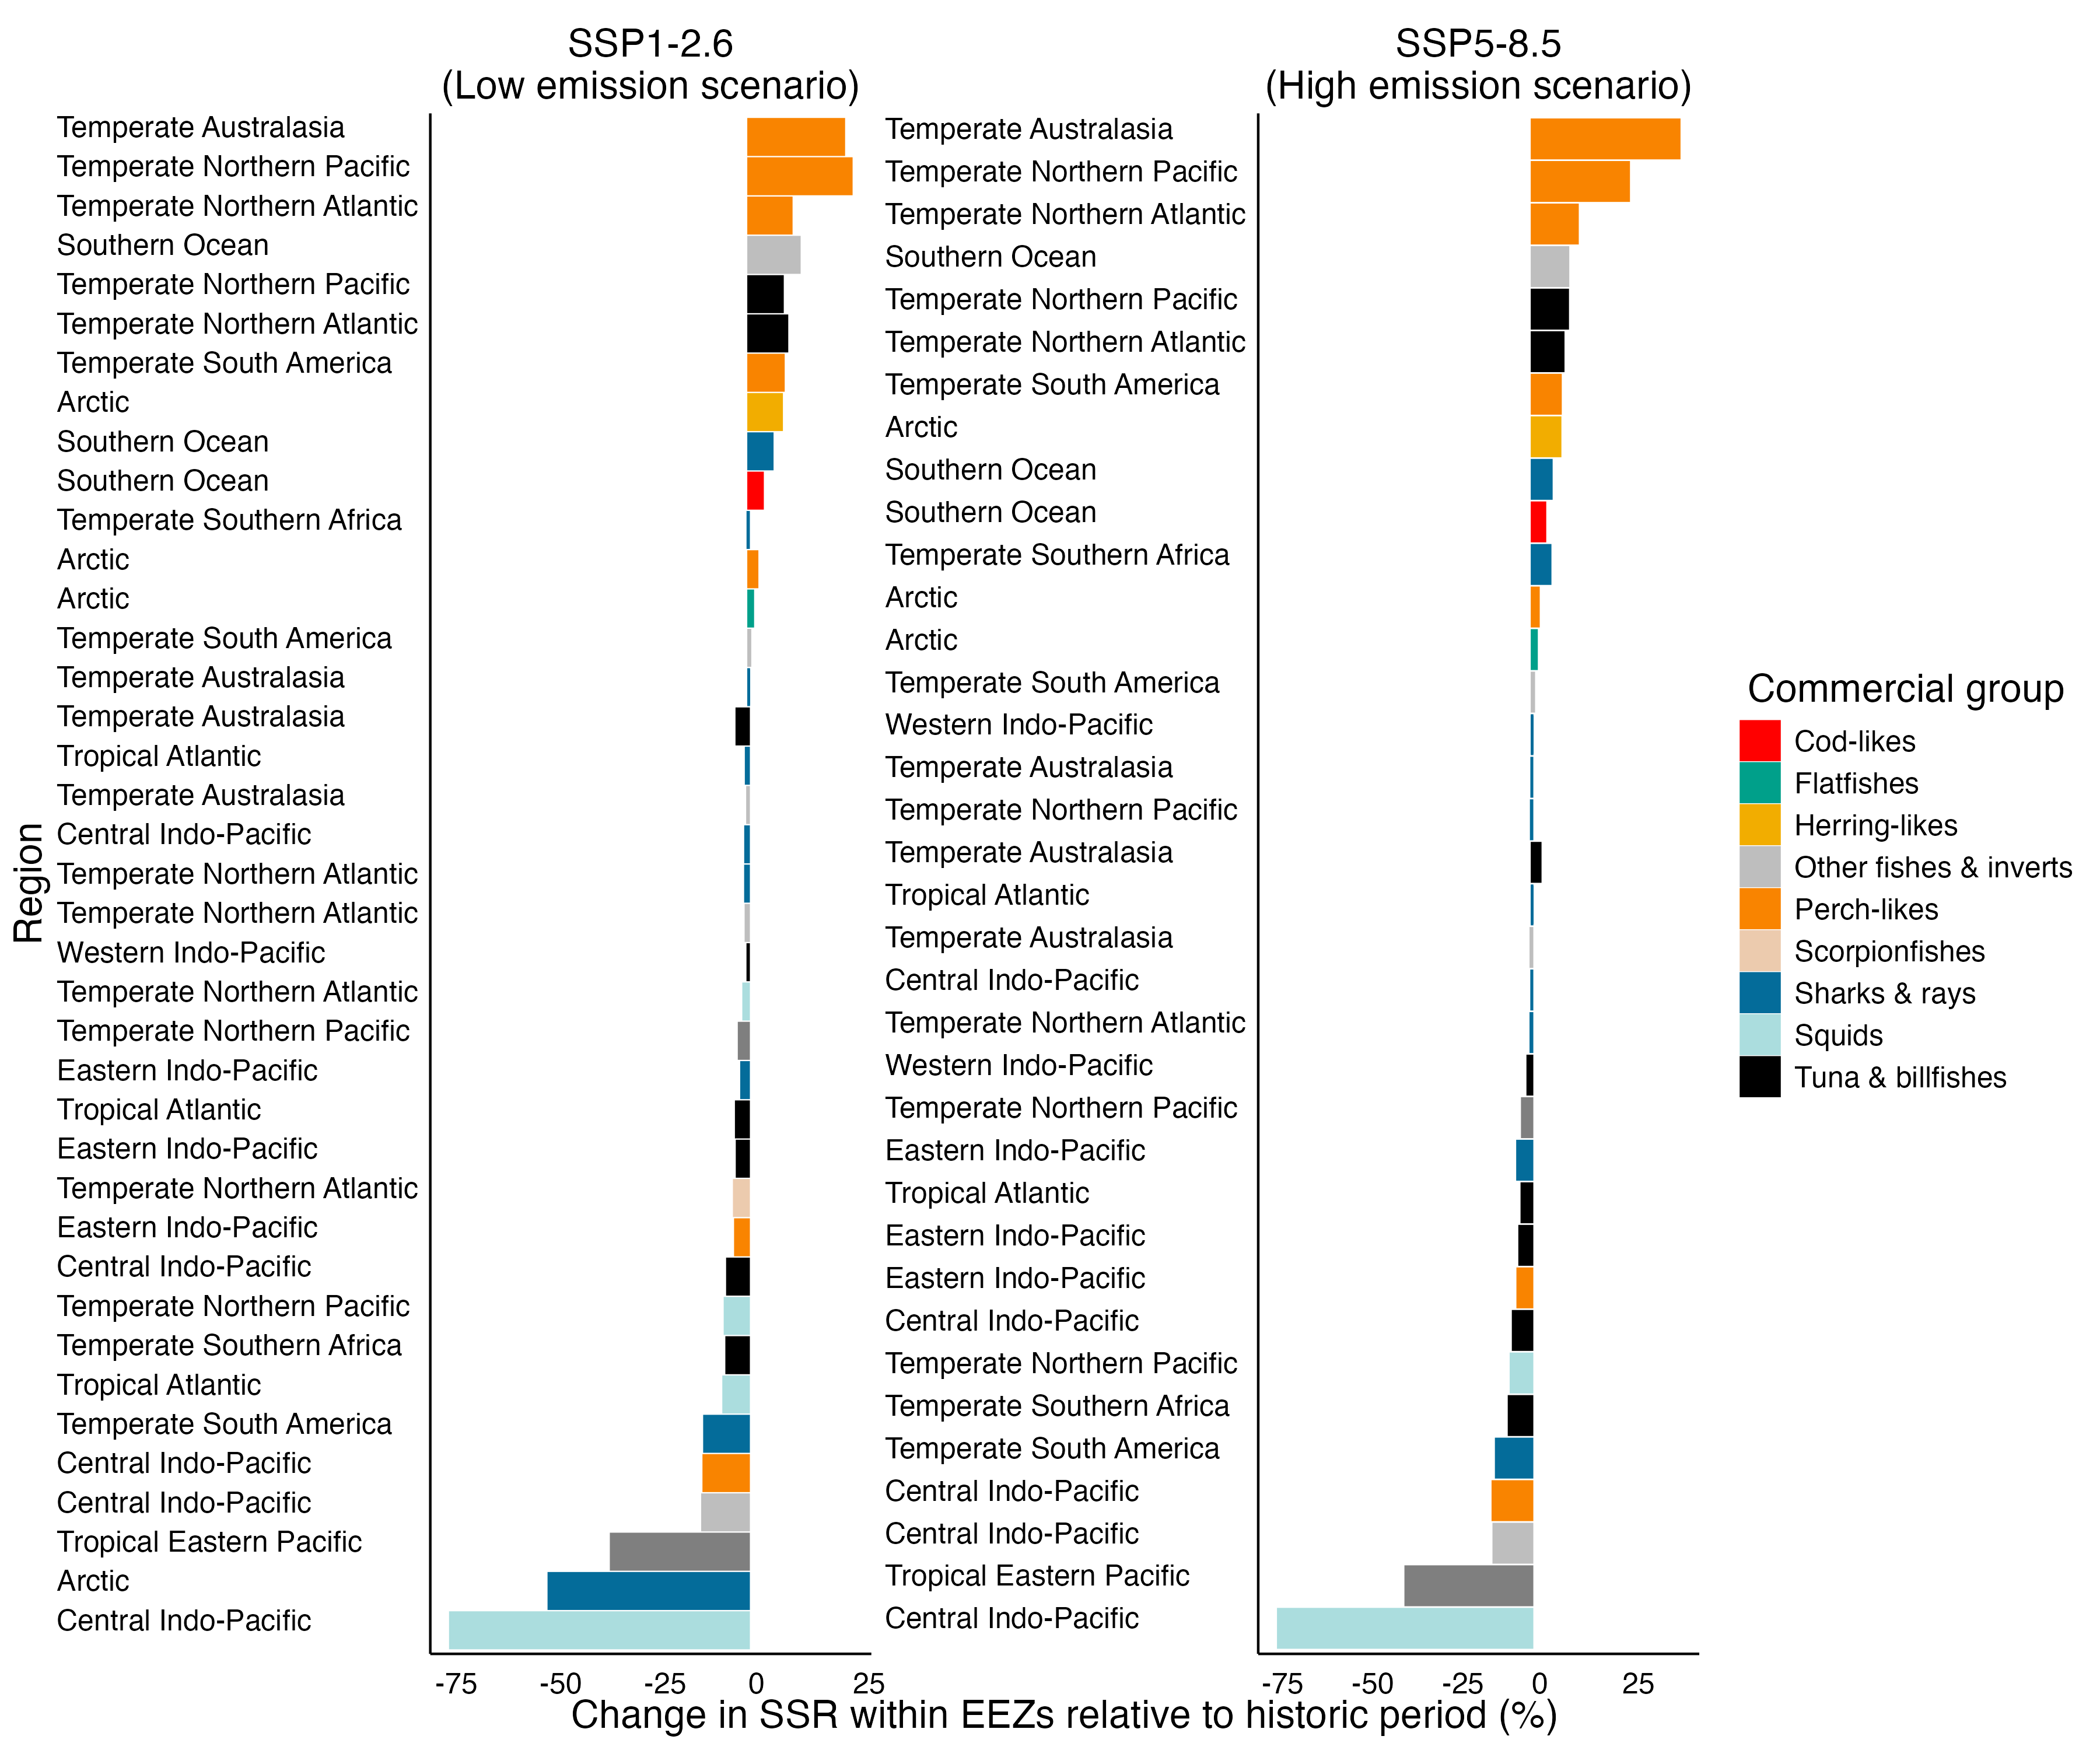 SSP1-2.6
(Low emission scenario)
SSP5-8.5
(High emission scenario)
Region
Temperate Australasia
Temperate Northern Pacific
Temperate Northern Atlantic
Southern Ocean
Temperate Northern Pacific
Temperate Northern Atlantic
Temperate South America
Arctic
Southern Ocean
Southern Ocean
Temperate Southern Africa
Arctic
Arctic
Temperate South America
Temperate Australasia
Temperate Australasia
Tropical Atlantic
Temperate Australasia
Central Indo-Pacific
Temperate Northern Atlantic
Temperate Northern Atlantic
Western Indo-Pacific
Temperate Northern Atlantic
Temperate Northern Pacific
Eastern Indo-Pacific
Tropical Atlantic
Eastern Indo-Pacific
Temperate Northern Atlantic
Eastern Indo-Pacific
Central Indo-Pacific
Temperate Northern Pacific
Temperate Southern Africa
Tropical Atlantic
Temperate South America
Central Indo-Pacific
Central Indo-Pacific
Tropical Eastern Pacific
Arctic
Central Indo-Pacific
-75 -50 -25 0 25
Temperate Australasia
Temperate Northern Pacific
Temperate Northern Atlantic
Southern Ocean
Temperate Northern Pacific
Temperate Northern Atlantic
Temperate South America
Arctic
Southern Ocean
Southern Ocean
Temperate Southern Africa
Arctic
Arctic
Temperate South America
Western Indo-Pacific
Temperate Australasia
Temperate Northern Pacific
Temperate Australasia
Tropical Atlantic
Temperate Australasia
Central Indo-Pacific
Temperate Northern Atlantic
Western Indo-Pacific
Temperate Northern Pacific
Eastern Indo-Pacific
Tropical Atlantic
Eastern Indo-Pacific
Eastern Indo-Pacific
Central Indo-Pacific
Temperate Northern Pacific
Temperate Southern Africa
Temperate South America
Central Indo-Pacific
Central Indo-Pacific
Tropical Eastern Pacific
Central Indo-Pacific
-75 -50 -25 0 25
Change in SSR within EEZs relative to historic period (%)
Commercial group
Cod-likes
Flatfishes
Herring-likes
Other fishes & inverts
Perch-likes
Scorpionfishes
Sharks & rays
Squids
Tuna & billfishes